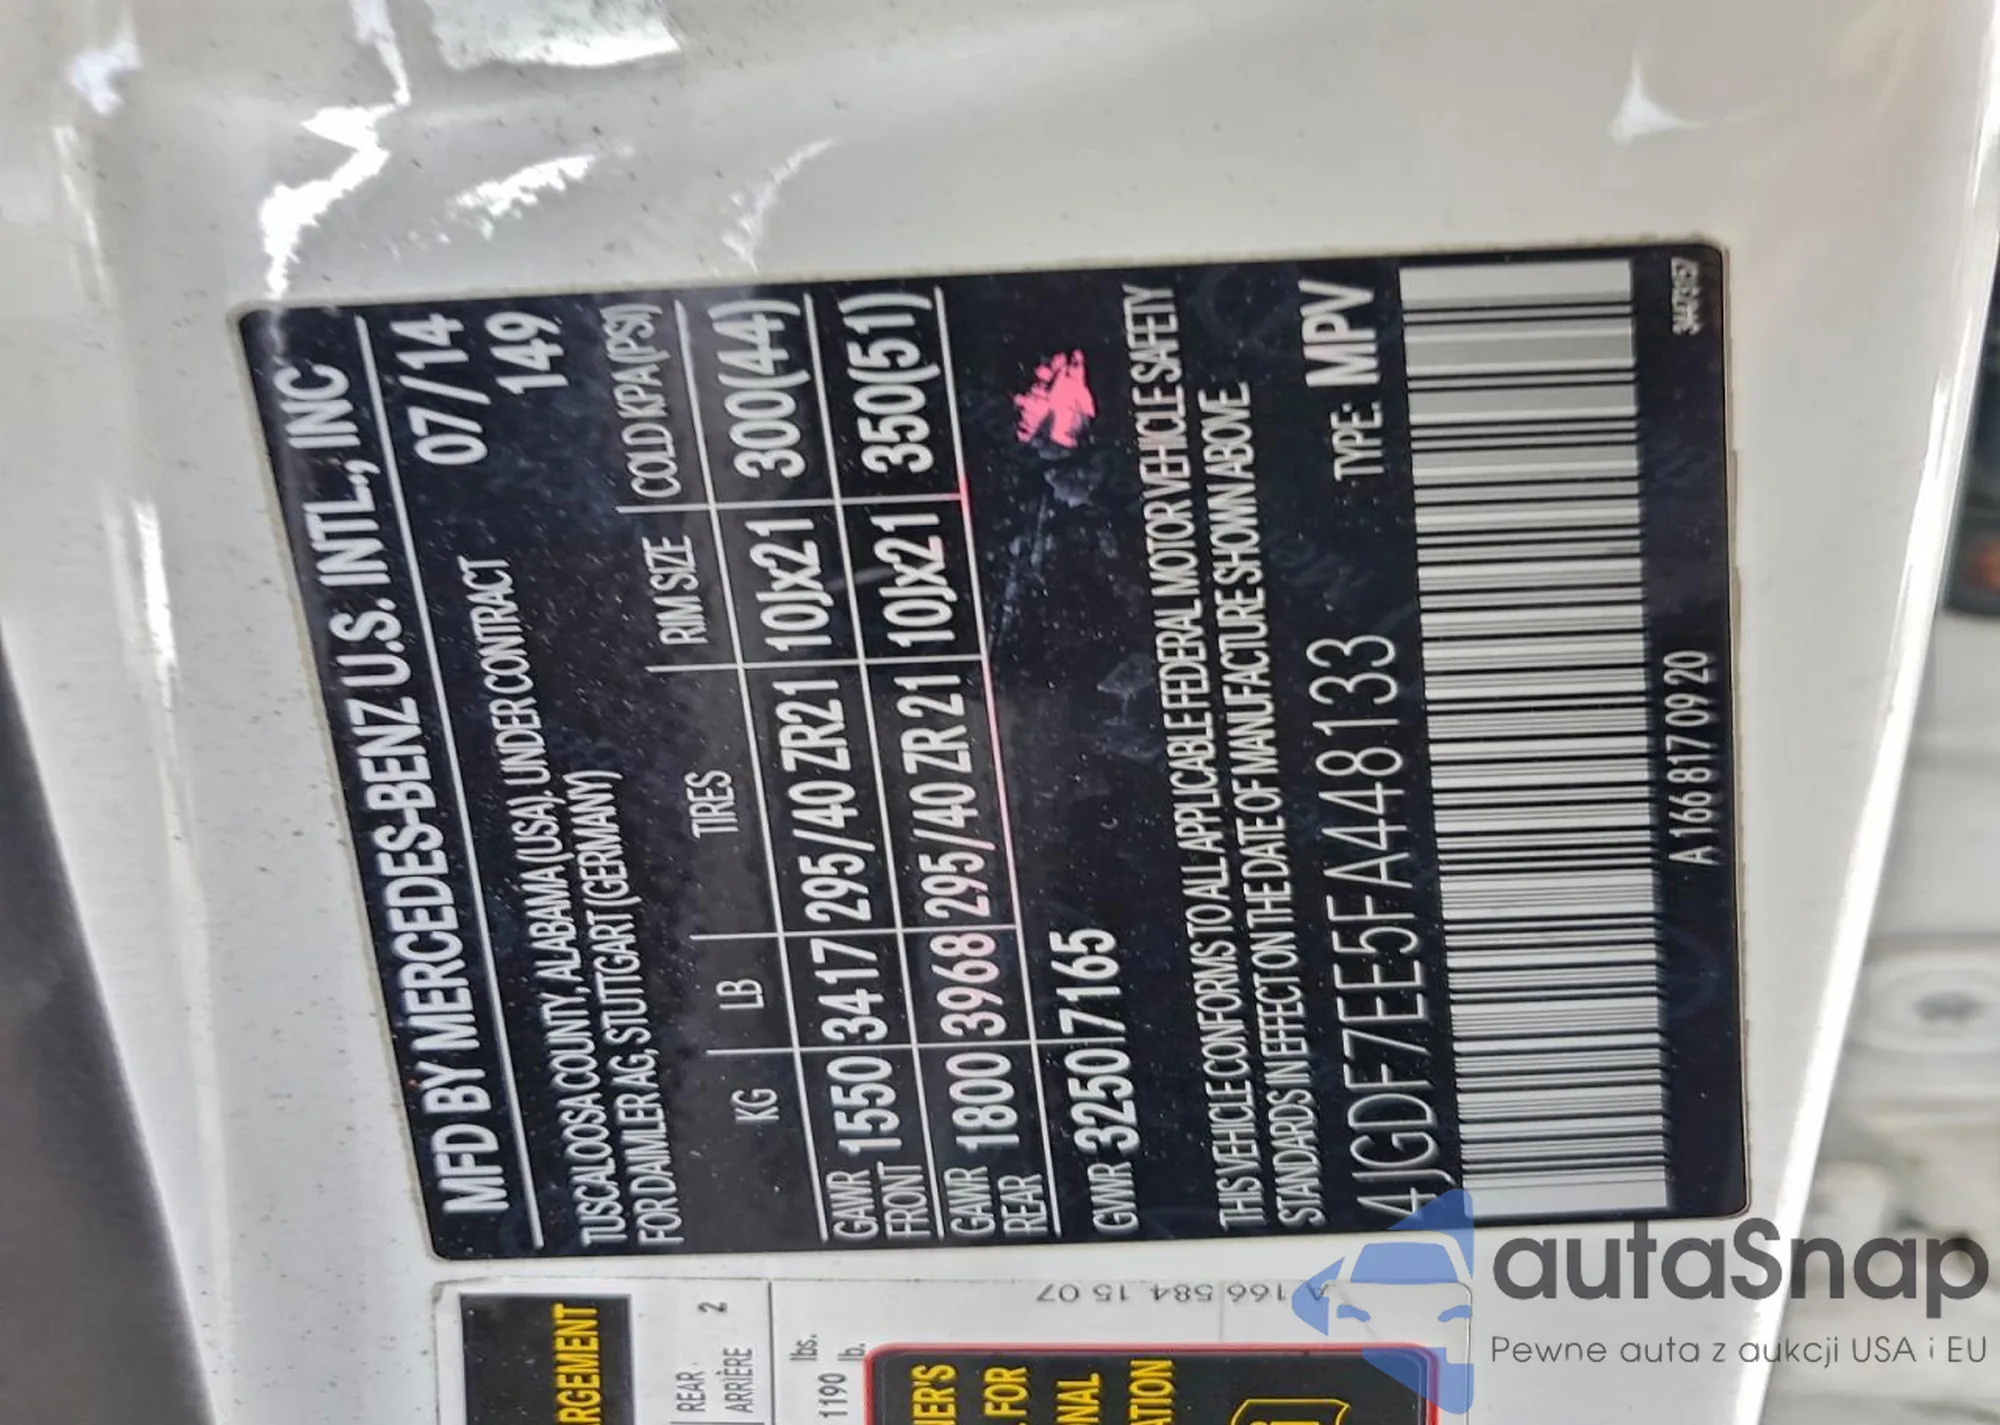 MFD BY MERCEDES-BENZ U.S. INTL., INC
07/14
TUSCALOOSA COUNTY, ALABAMA (USA), UNDER CONTRACT 149
FOR DAIMLER AG, STUTTGART (GERMANY)
KG LB TIRES RIM SIZE COLD KPA (PSI)
GAWR FRONT 1550 3417 295/40 ZR21 10Jx21 300(44)
GAWR REAR 1800 3968 295/40 ZR 21 10Jx21 350(51)
GVWR 3250 7165
THIS VEHICLE CONFORMS TO ALL APPLICABLE FEDERAL MOTOR VEHICLE SAFETY
STANDARDS IN EFFECT ON THE DATE OF MANUFACTURE SHOWN ABOVE.
4JGDF7EE5FA448133 TYPE: MPV
A 166 817 09 20
RGEMENT
REAR 2
ARRIÈRE
lbs.
1190 lb.
A 166 584 15 07
NER'S
FOR
NAL
ATION
autaSnap
Pewne auta z aukcji USA i EU